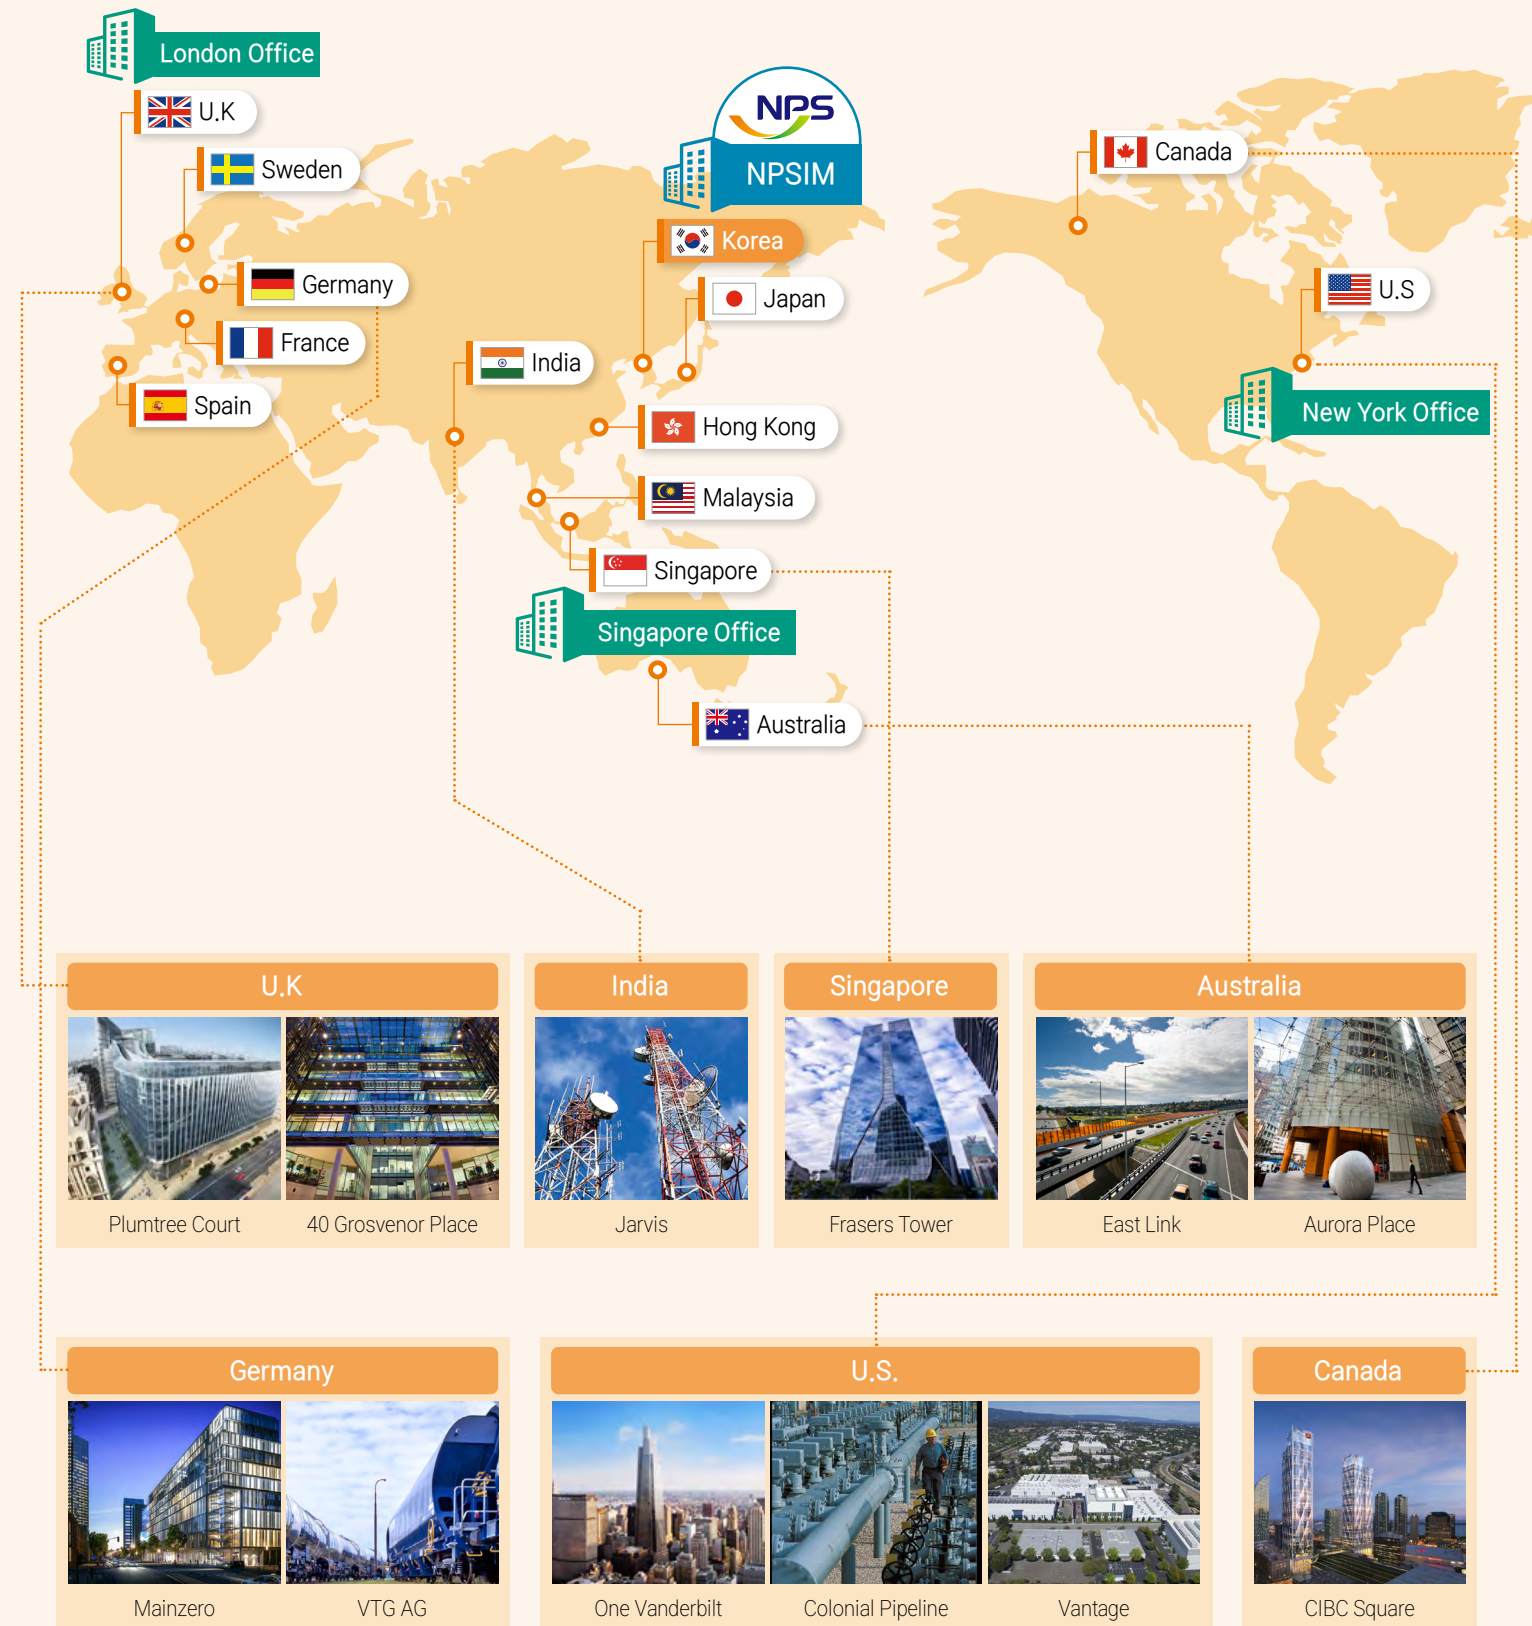 London Office
U.K
Sweden
Germany
France
Spain
NPS
NPSIM
Korea
Japan
India
Hong Kong
Malaysia
Singapore
Singapore Office
Australia
Canada
U.S
New York Office
U.K
Plumtree Court
40 Grosvenor Place
India
Jarvis
Singapore
Frasers Tower
Australia
East Link
Aurora Place
Germany
Mainzero
VTG AG
U.S.
One Vanderbilt
Colonial Pipeline
Vantage
Canada
CIBC Square